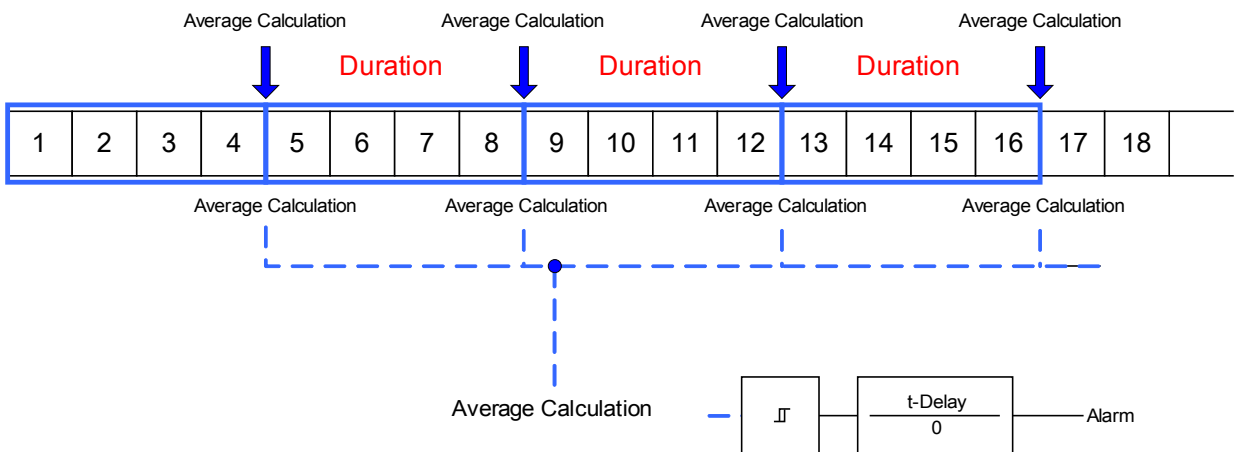 Average Calculation Average Calculation Average Calculation Average Calculation
Duration Duration Duration
1 2 3 4 5 6 7 8 9 10 11 12 13 14 15 16 17 18
Average Calculation Average Calculation Average Calculation Average Calculation
Average Calculation
t-Delay
0
Alarm